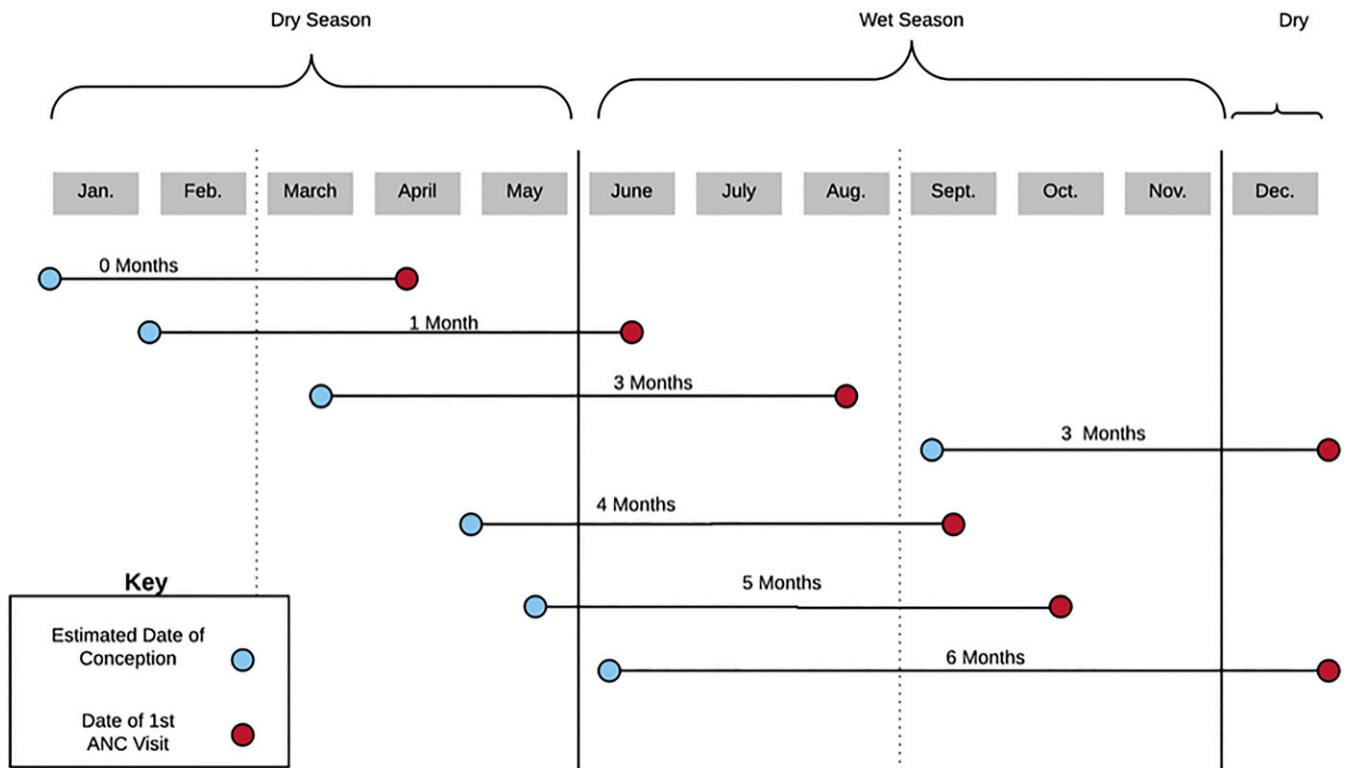 Dry Season
Wet Season
Dry
Jan.
Feb.
March
April
May
June
July
Aug.
Sept.
Oct.
Nov.
Dec.
0 Months
1 Month
3 Months
3 Months
4 Months
5 Months
6 Months
Key
Estimated Date of
Conception
Date of 1st
ANC Visit